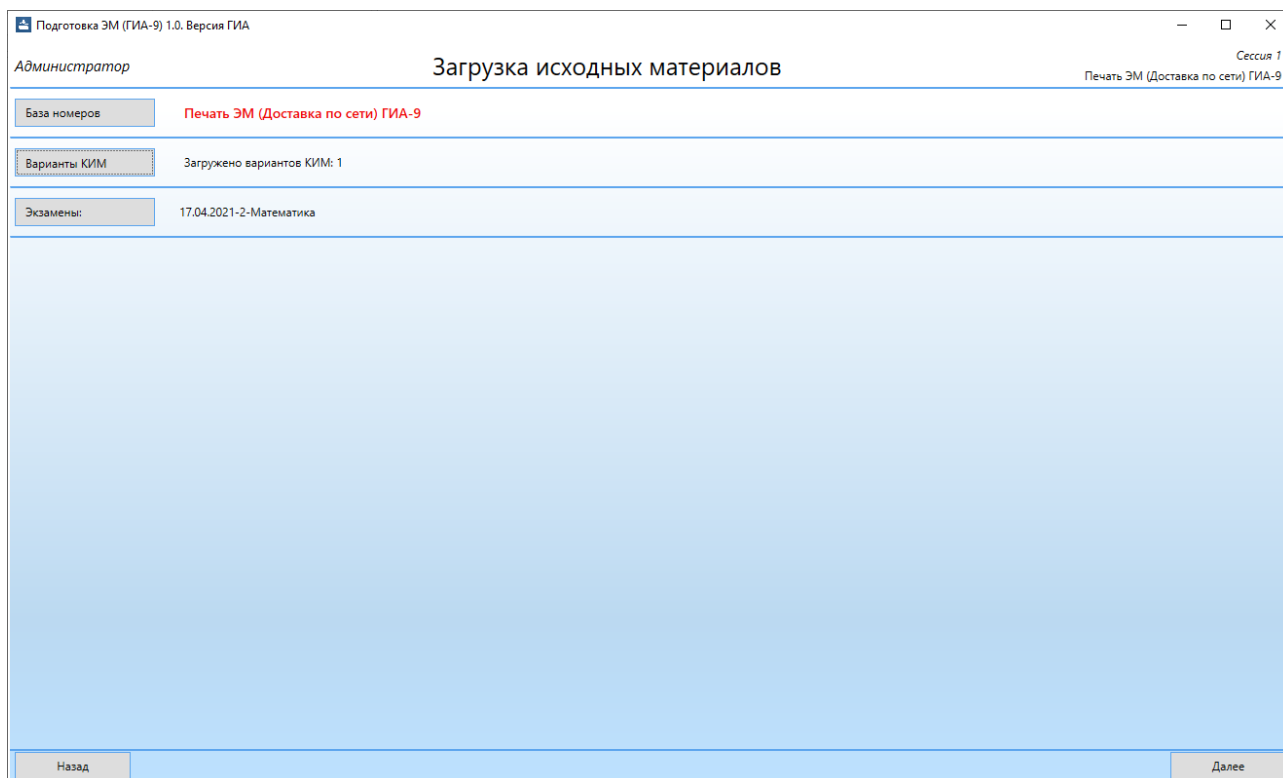 Подготовка ЭМ (ГИА-9) 1.0. Версия ГИА
Администратор
Загрузка исходных материалов
Сессия 1
Печать ЭМ (Доставка по сети) ГИА-9
База номеров
Печать ЭМ (Доставка по сети) ГИА-9
Варианты КИМ
Загружено вариантов КИМ: 1
Экзамены:
17.04.2021-2-Математика
Назад
Далее